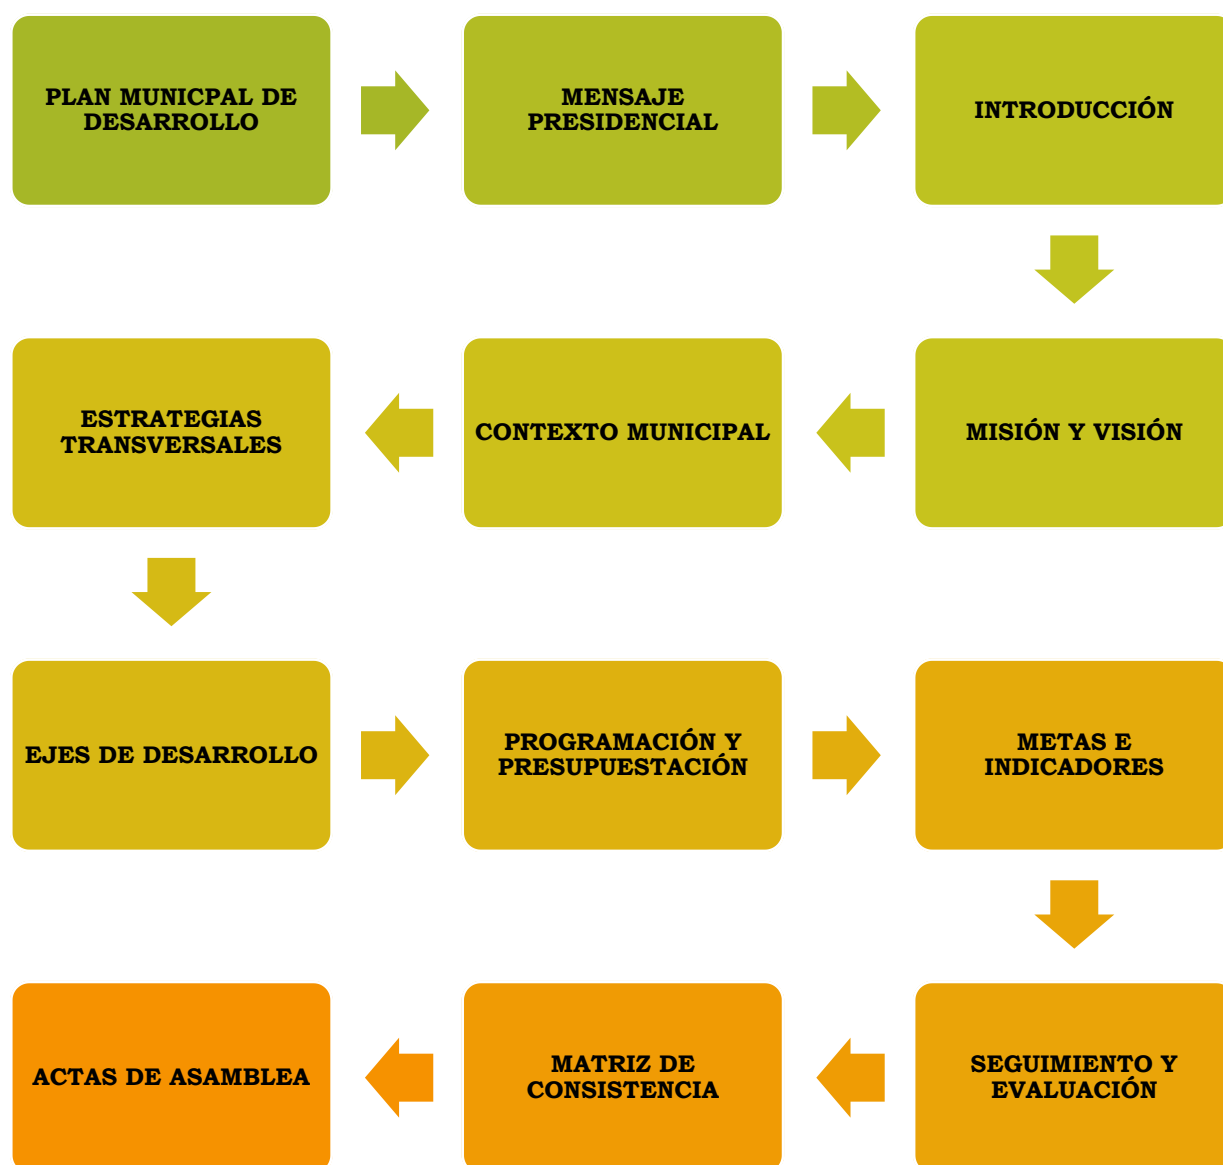 PLAN MUNICPAL DE
DESARROLLO
MENSAJE
PRESIDENCIAL
INTRODUCCIÓN
MISIÓN Y VISIÓN
CONTEXTO MUNICIPAL
ESTRATEGIAS
TRANSVERSALES
EJES DE DESARROLLO
PROGRAMACIÓN Y
PRESUPUESTACIÓN
METAS E
INDICADORES
SEGUIMIENTO Y
EVALUACIÓN
MATRIZ DE
CONSISTENCIA
ACTAS DE ASAMBLEA